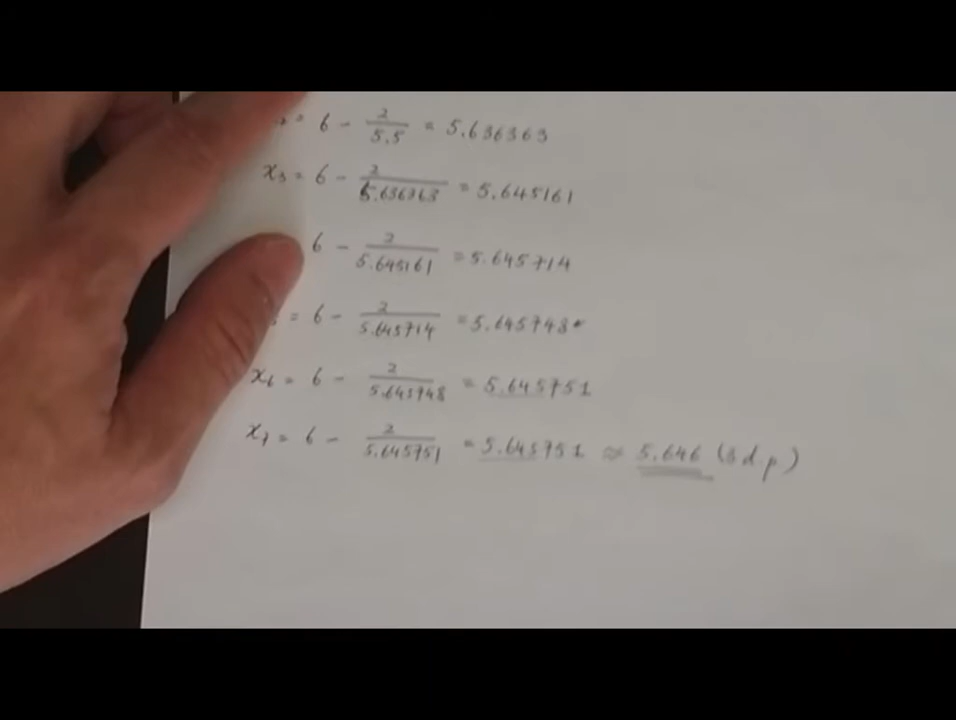 = 6 - 2/5.5 = 5.636363
x₃ = 6 - 2/5.636363 = 5.645161
6 - 2/5.645161 = 5.645714
= 6 - 2/5.645714 = 5.645748
x₆ = 6 - 2/5.645748 = 5.645751
x₇ = 6 - 2/5.645751 = 5.645751 ≈ 5.646 (3 d.p)